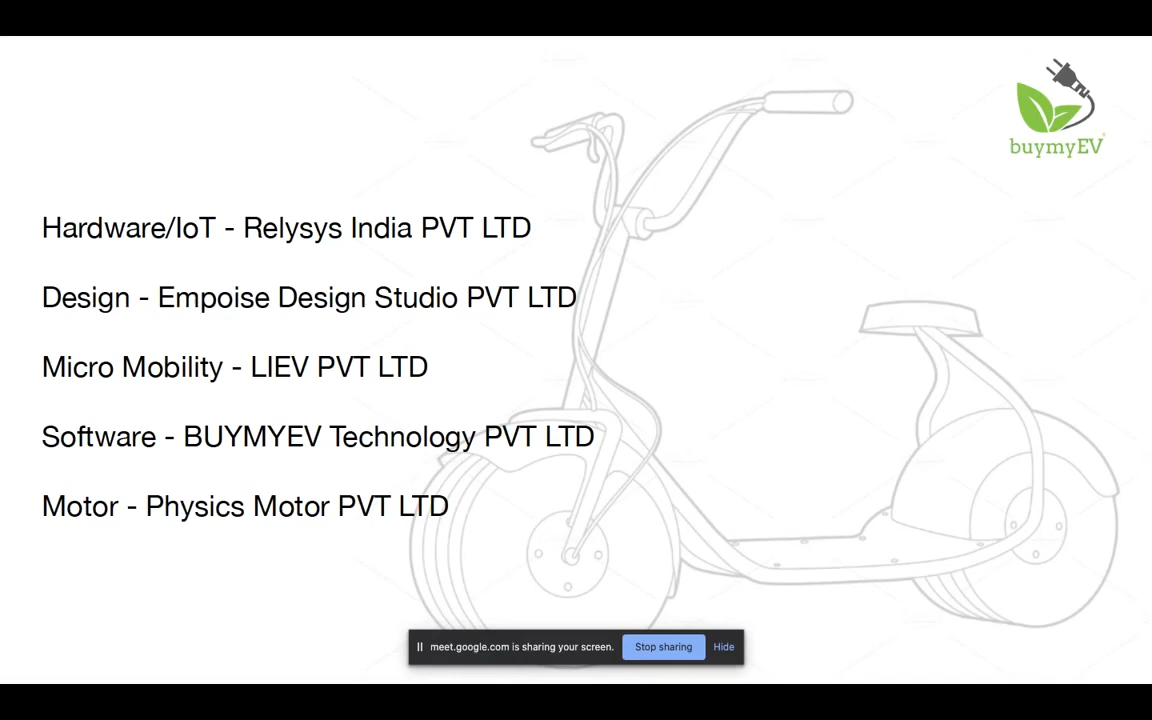 buymyEV
Hardware/IoT - Relysys India PVT LTD
Design - Empoise Design Studio PVT LTD
Micro Mobility - LIEV PVT LTD
Software - BUYMYEV Technology PVT LTD
Motor - Physics Motor PVT LTD
meet.google.com is sharing your screen. Stop sharing Hide